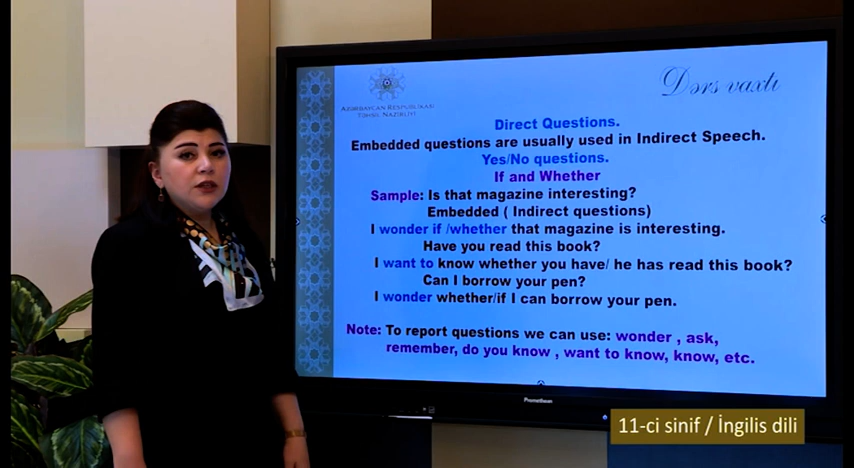 Dərs vaxtı
AZƏRBAYCAN RESPUBLİKASI
TƏHSİL NAZİRLİYİ
Direct Questions.
Embedded questions are usually used in Indirect Speech.
Yes/No questions.
If and Whether
Sample: Is that magazine interesting?
Embedded ( Indirect questions)
I wonder if /whether that magazine is interesting.
Have you read this book?
I want to know whether you have/ he has read this book?
Can I borrow your pen?
I wonder whether/if I can borrow your pen.
Note: To report questions we can use: wonder , ask,
remember, do you know , want to know, know, etc.
Promethean
11-ci sinif / İngilis dili